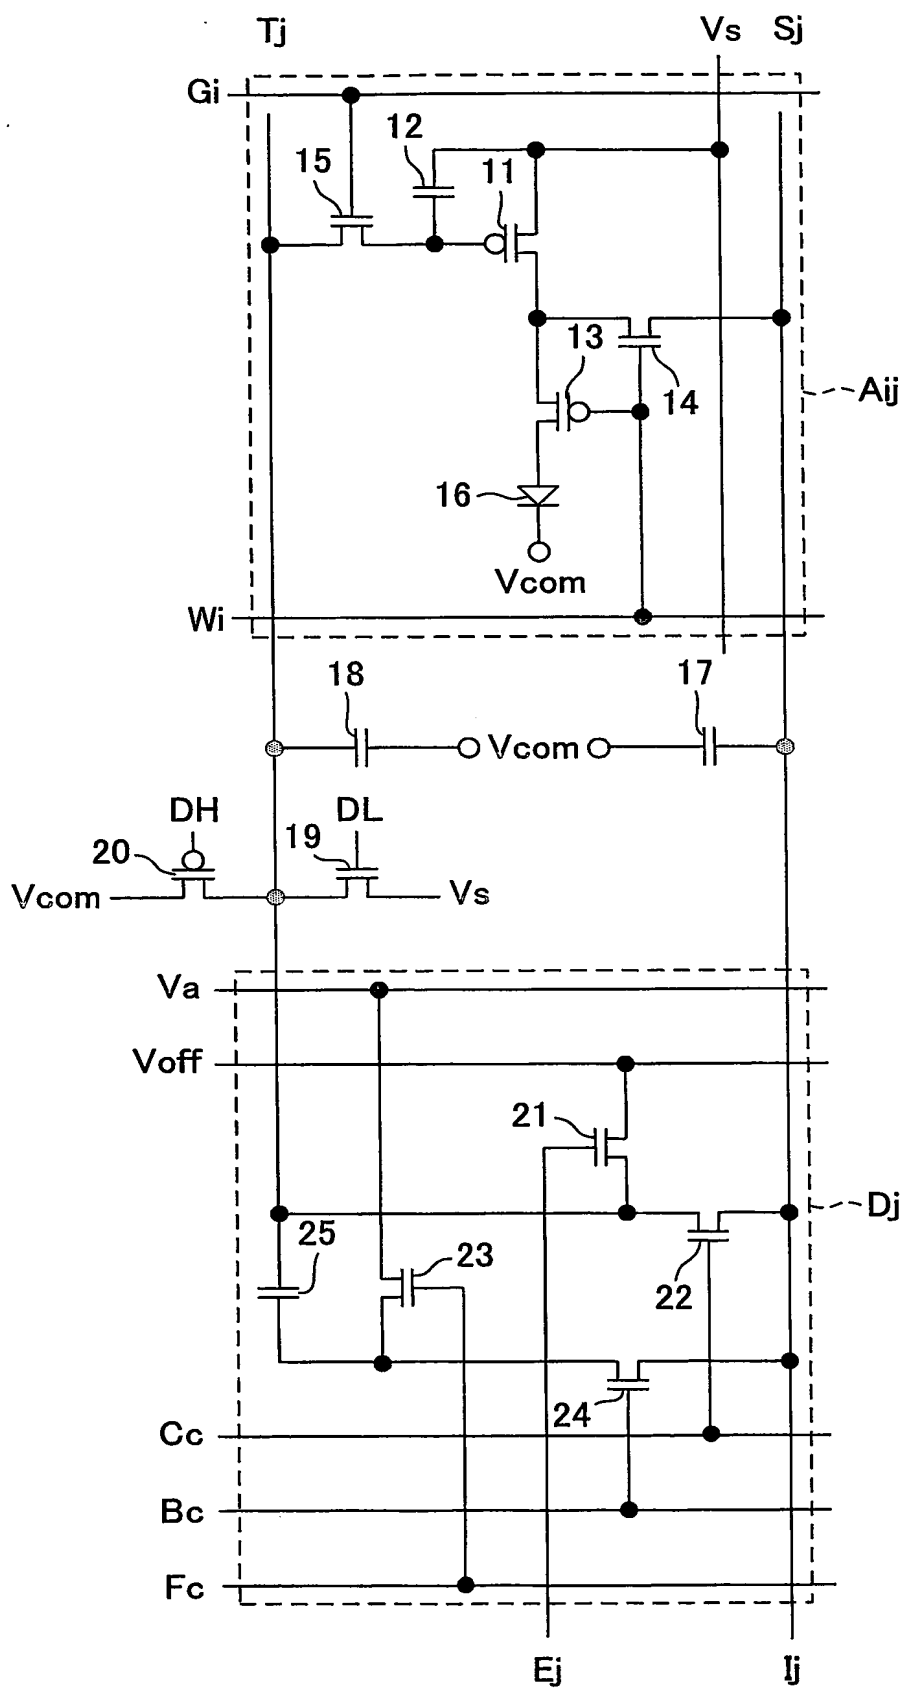 Tj Vs Sj
Gi
12
15
11
13
14
Aij
16
Vcom
Wi
18 17
Vcom
DH DL
20 19
Vcom Vs
Va
Voff
21
Dj
25 23
22
24
Cc
Bc
Fc
Ej Ij